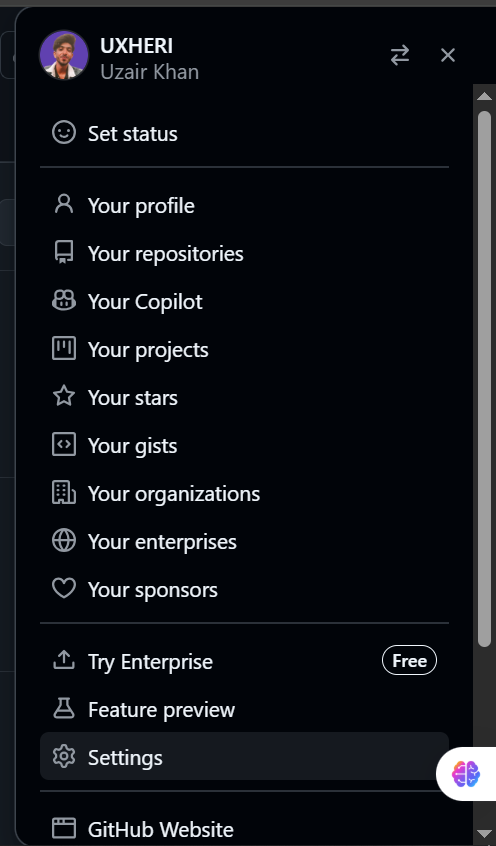 UXHERI
Uzair Khan
Set status
Your profile
Your repositories
Your Copilot
Your projects
Your stars
Your gists
Your organizations
Your enterprises
Your sponsors
Try Enterprise Free
Feature preview
Settings
GitHub Website